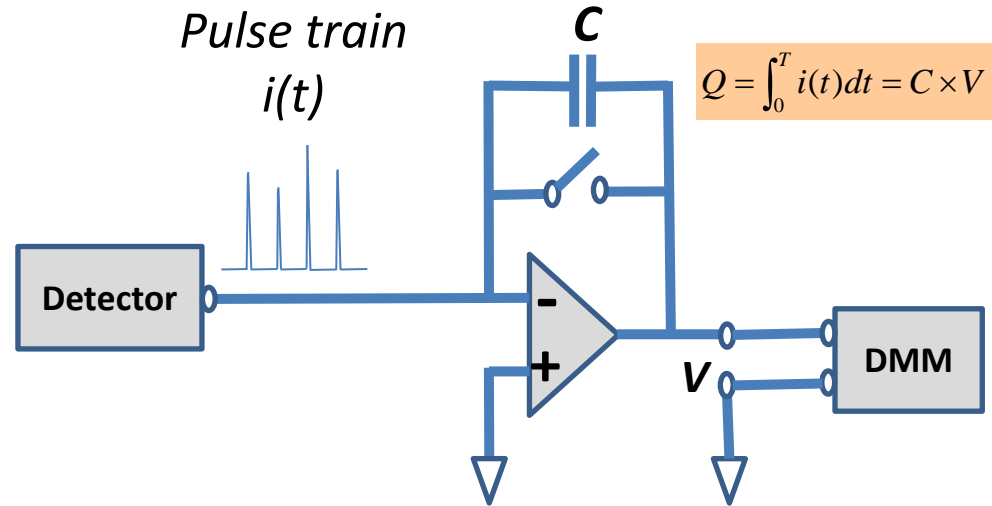 Pulse train
i(t)
C
Q = ∫₀ᵀ i(t)dt = C × V
Detector
-
+
V
DMM